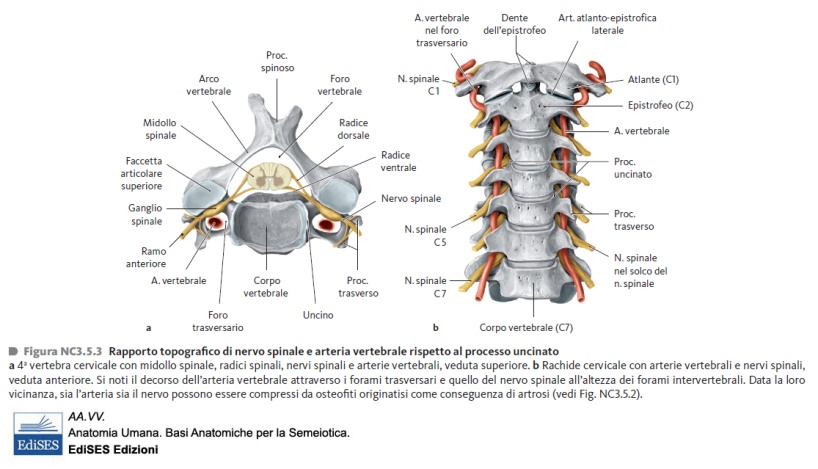 Proc.
spinoso
Arco
vertebrale
Foro
vertebrale
Midollo
spinale
Radice
dorsale
Faccetta
articolare
superiore
Radice
ventrale
Ganglio
spinale
Nervo spinale
Ramo
anteriore
A. vertebrale
Corpo
vertebrale
Proc.
trasverso
Foro
trasversario
Uncino
a
A. vertebrale
nel foro
trasversario
Dente
dell'epistrofeo
Art. atlanto-epistrofica
laterale
N. spinale
C1
Atlante (C1)
Epistrofeo (C2)
A. vertebrale
Proc.
uncinato
Proc.
trasverso
N. spinale
C5
N. spinale
nel solco del
n. spinale
N. spinale
C7
b
Corpo vertebrale (C7)
Figura NC3.5.3 Rapporto topografico di nervo spinale e arteria vertebrale rispetto al processo uncinato
a 4ª vertebra cervicale con midollo spinale, radici spinali, nervi spinali e arterie vertebrali, veduta superiore. b Rachide cervicale con arterie vertebrali e nervi spinali,
veduta anteriore. Si noti il decorso dell'arteria vertebrale attraverso i forami trasversari e quello del nervo spinale all'altezza dei forami intervertebrali. Data la loro
vicinanza, sia l'arteria sia il nervo possono essere compressi da osteofiti originatisi come conseguenza di artrosi (vedi Fig. NC3.5.2).
EdiSES
AA.VV.
Anatomia Umana. Basi Anatomiche per la Semeiotica.
EdiSES Edizioni